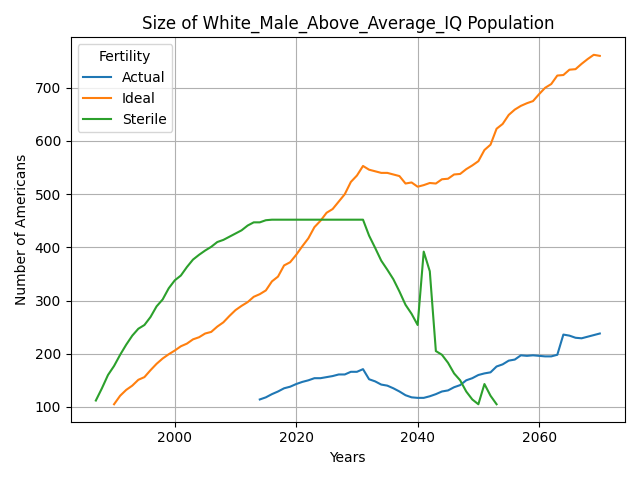 Size of White_Male_Above_Average_IQ Population
Fertility
Actual
Ideal
Sterile
Number of Americans
700
600
500
400
300
200
100
2000
2020
2040
2060
Years